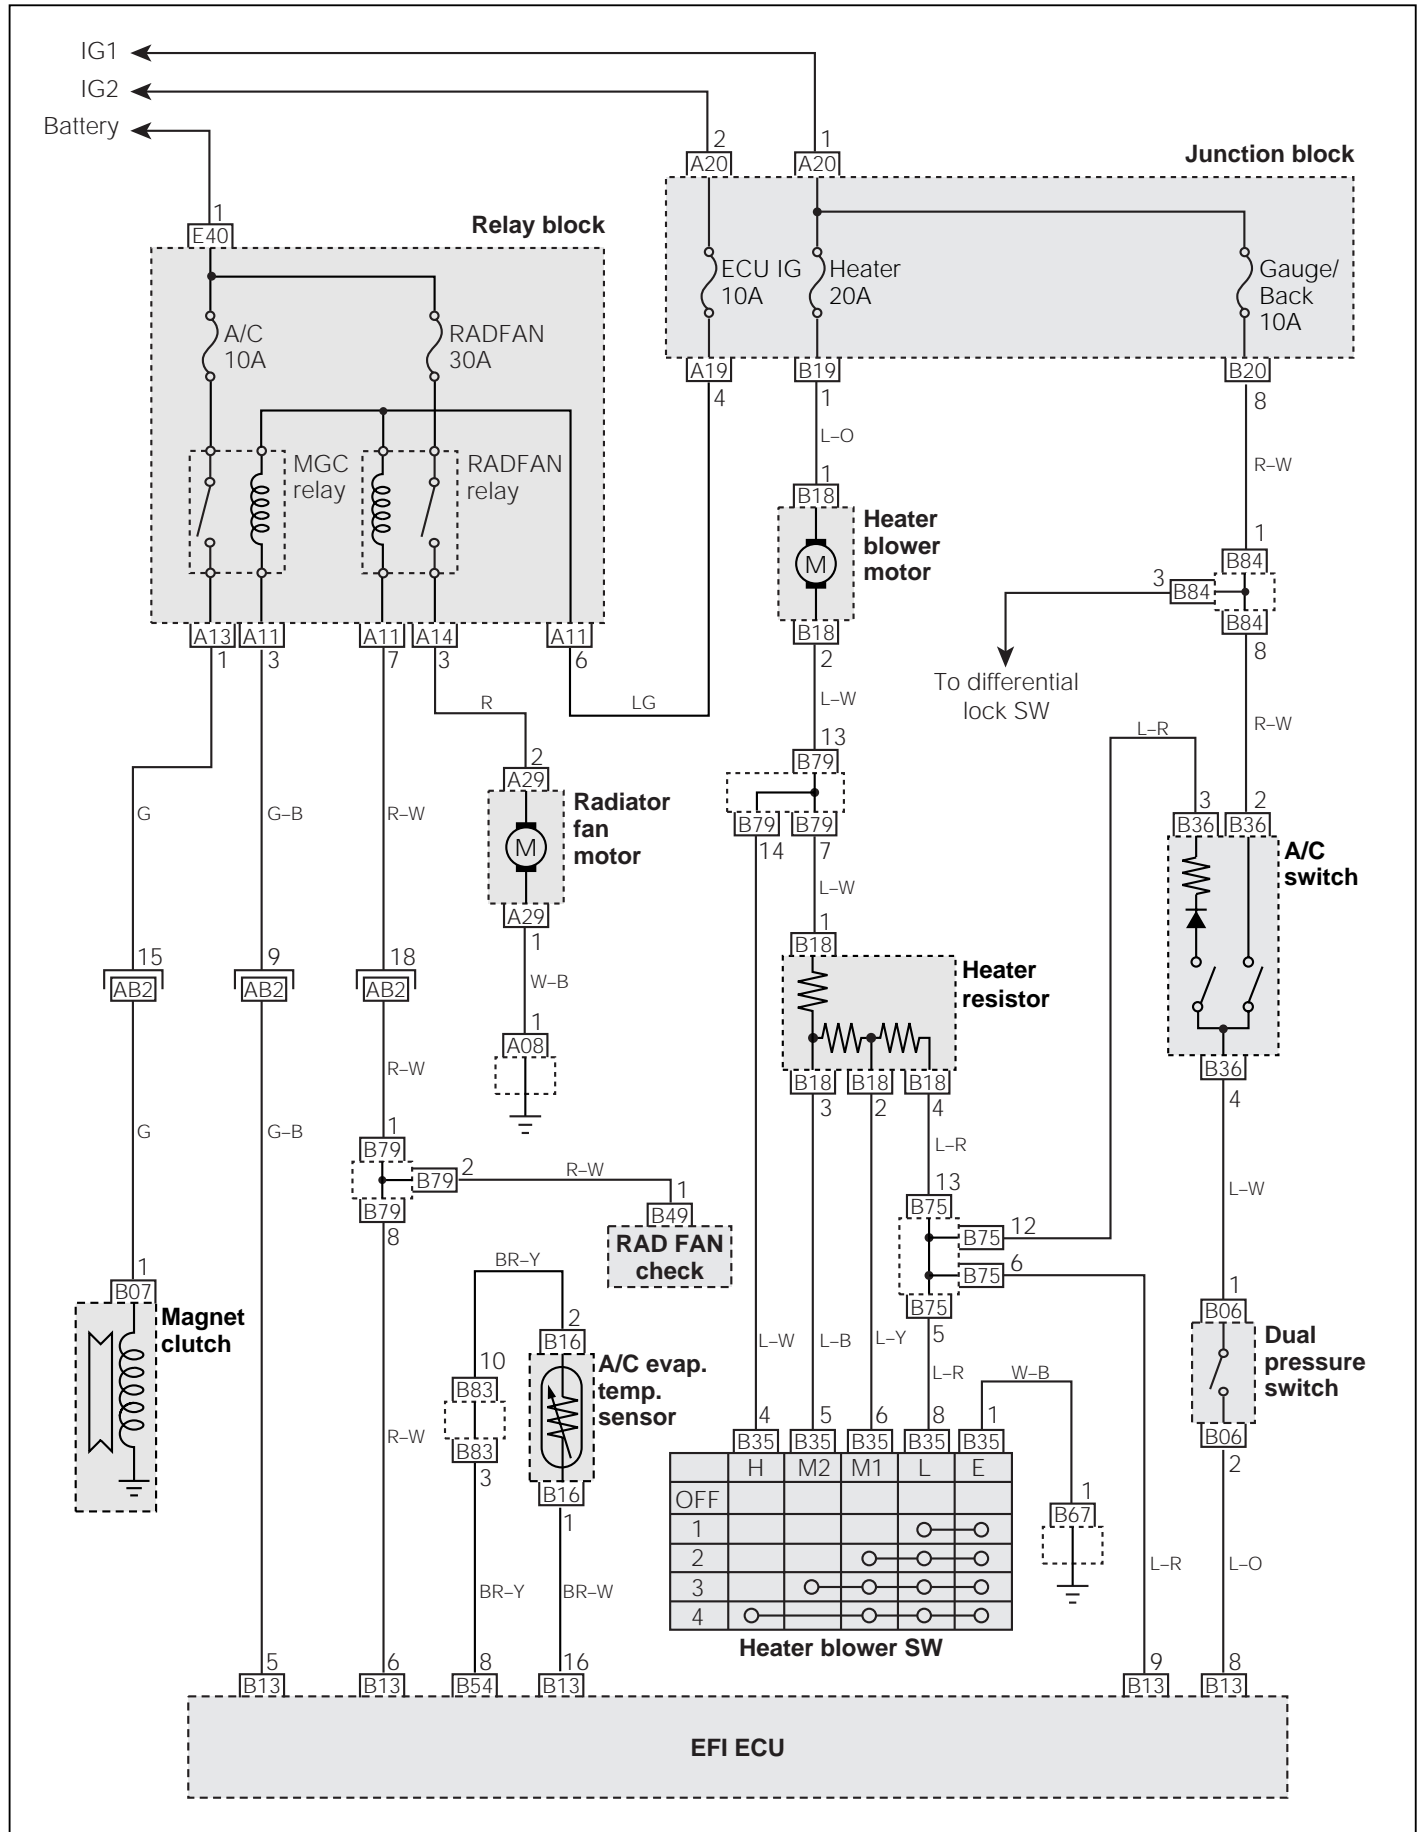 IG1
IG2
Battery
2
1
A20
A20
Junction block
1
E40
Relay block
ECU IG
10A
Heater
20A
Gauge/
Back
10A
A/C
10A
RADFAN
30A
A19
B19
B20
4
1
8
L–O
R–W
MGC
relay
RADFAN
relay
1
B18
Heater
blower
motor
M
1
B84
3
B84
B84
8
A13
A11
A11
A14
A11
1
3
7
3
6
B18
2
To differential
lock SW
R
LG
L–W
L–R
R–W
13
B79
2
A29
Radiator
fan
motor
M
G
G–B
R–W
B79
B79
14
7
3
2
B36
B36
A/C
switch
L–W
A29
1
1
B18
15
9
18
AB2
AB2
AB2
W–B
Heater
resistor
1
A08
R–W
B18
B18
B18
3
2
4
B36
4
G
G–B
1
B79
L–R
B79
2
R–W
1
B79
8
B49
RAD FAN
check
13
B75
L–W
B75
12
B75
6
B75
5
BR–Y
1
B07
Magnet
clutch
2
B16
A/C evap.
temp.
sensor
10
B83
B83
3
1
B06
Dual
pressure
switch
L–W
L–B
L–Y
L–R
W–B
R–W
4
5
6
8
1
B35
B35
B35
B35
B35
B06
2
H
M2
M1
L
E
OFF
1
2
3
4
B16
1
1
B67
BR–Y
BR–W
L–R
L–O
Heater blower SW
5
6
8
16
9
8
B13
B13
B54
B13
B13
B13
EFI ECU